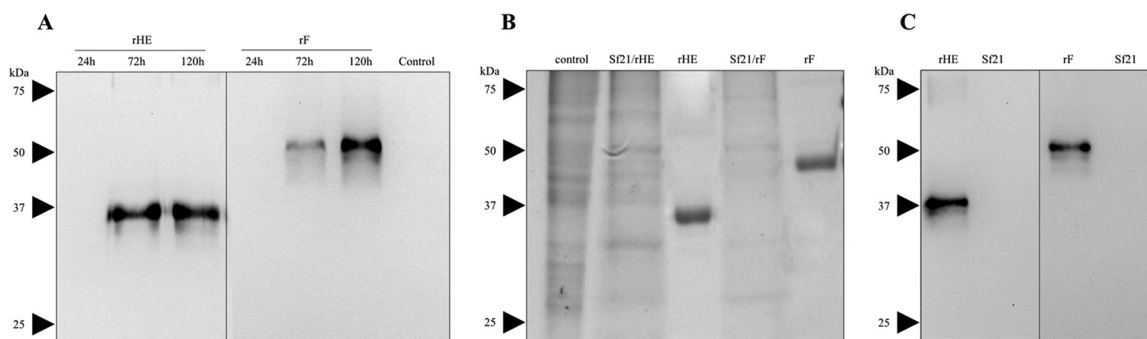 A
rHE
rF
24h 72h 120h 24h 72h 120h Control
kDa
75
50
37
25
B
control Sf21/rHE rHE Sf21/rF rF
kDa
75
50
37
25
C
rHE Sf21 rF Sf21
kDa
75
50
37
25